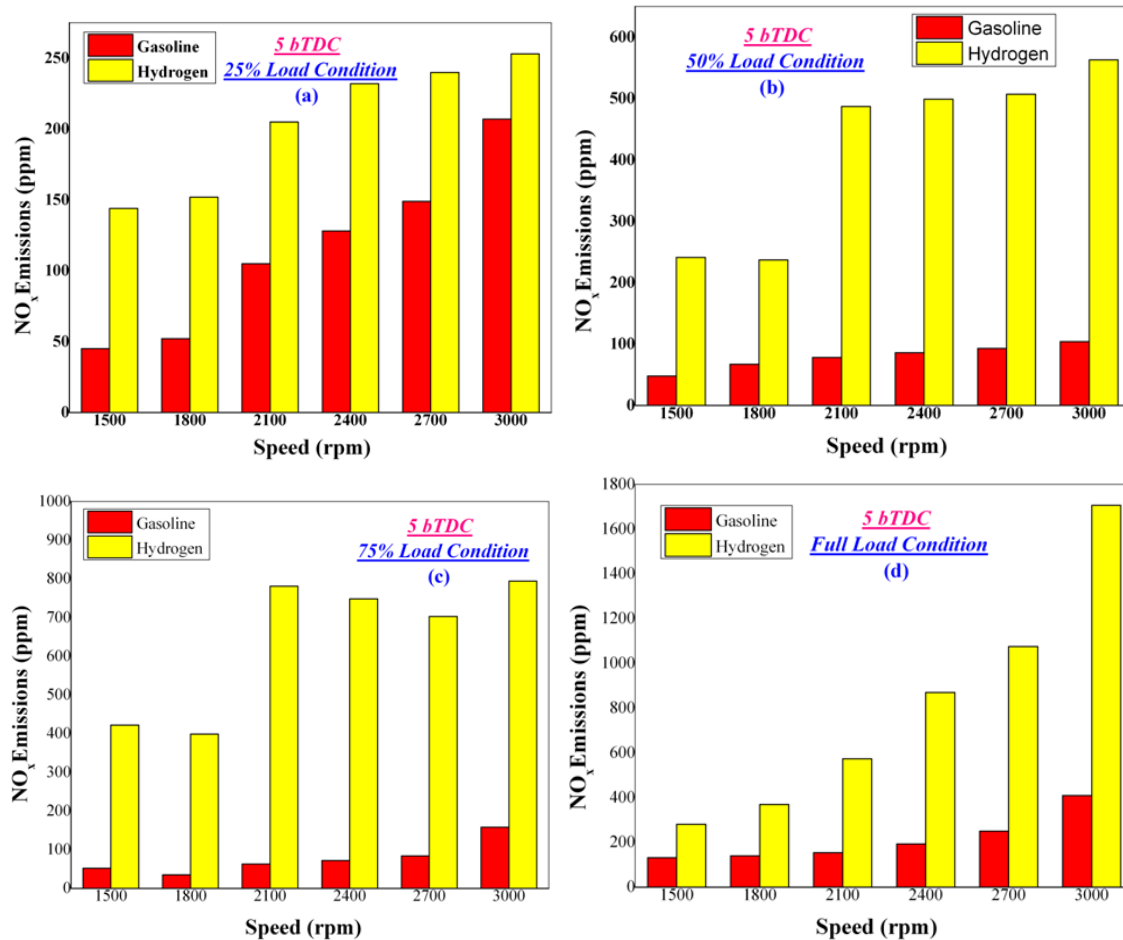 Gasoline
Hydrogen
5 bTDC
25% Load Condition
(a)
250
200
150
100
50
0
NOx Emissions (ppm)
1500 1800 2100 2400 2700 3000
Speed (rpm)
5 bTDC
50% Load Condition
(b)
Gasoline
Hydrogen
600
500
400
300
200
100
0
NOx Emissions (ppm)
1500 1800 2100 2400 2700 3000
Speed (rpm)
Gasoline
Hydrogen
5 bTDC
75% Load Condition
(c)
1000
900
800
700
600
500
400
300
200
100
0
NOx Emissions (ppm)
1500 1800 2100 2400 2700 3000
Speed (rpm)
Gasoline
Hydrogen
5 bTDC
Full Load Condition
(d)
1800
1600
1400
1200
1800
1000
800
600
400
200
0
NOx Emissions (ppm)
1500 1800 2100 2400 2700 3000
Speed (rpm)